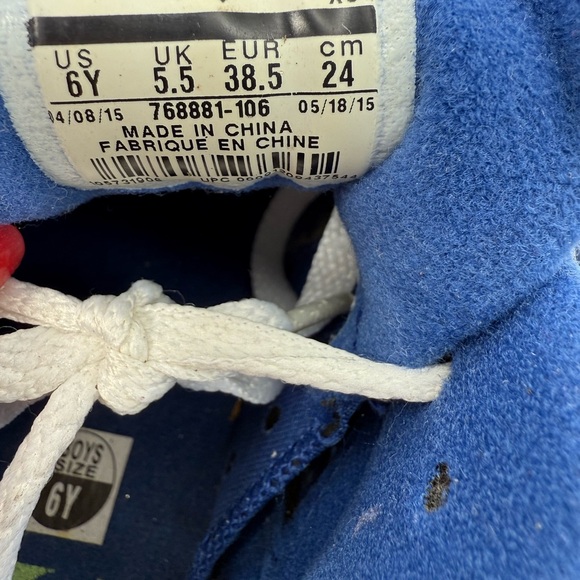 US UK EUR cm
6Y 5.5 38.5 24
04/08/15 768881-106 05/18/15
MADE IN CHINA
FABRIQUE EN CHINE
UPC
BOYS
SIZE
6Y